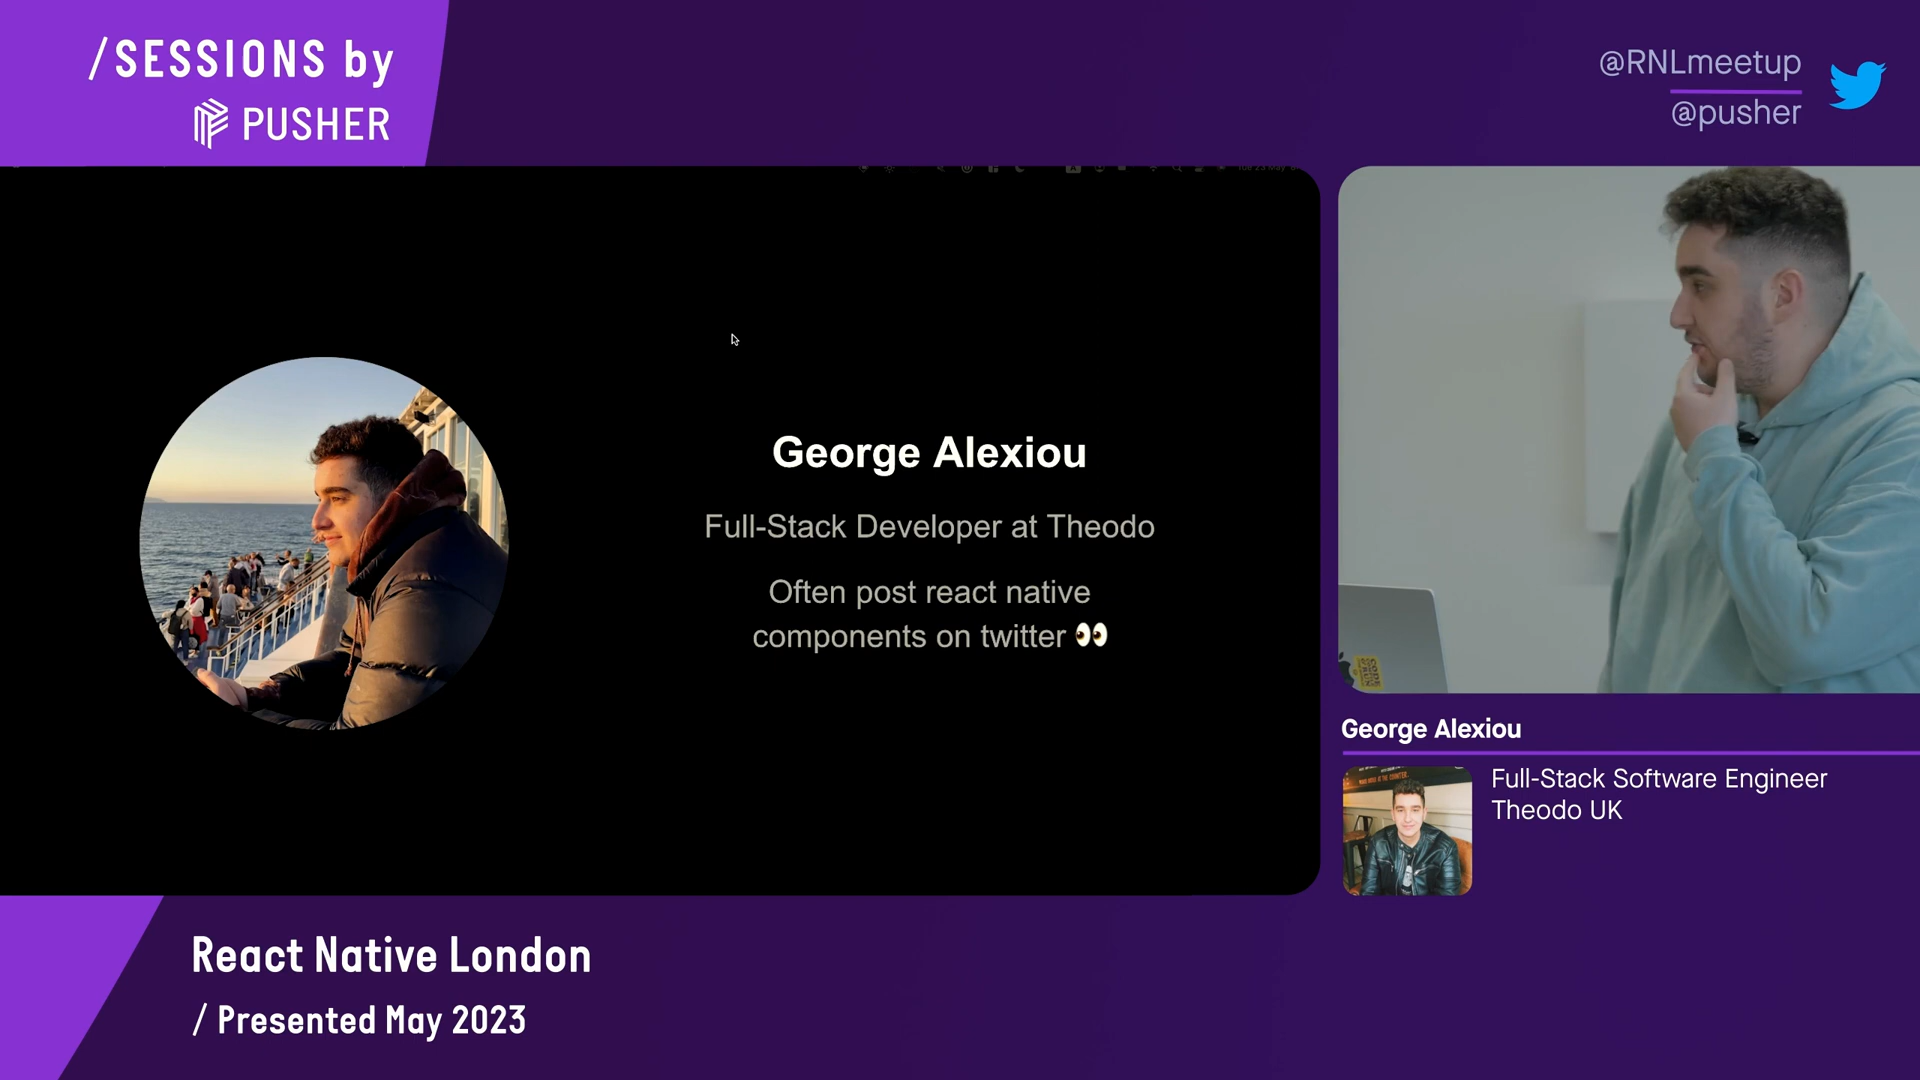 /SESSIONS by
PUSHER
@RNLmeetup
@pusher
George Alexiou
Full-Stack Developer at Theodo
Often post react native
components on twitter 👀
George Alexiou
Full-Stack Software Engineer
Theodo UK
React Native London
/ Presented May 2023